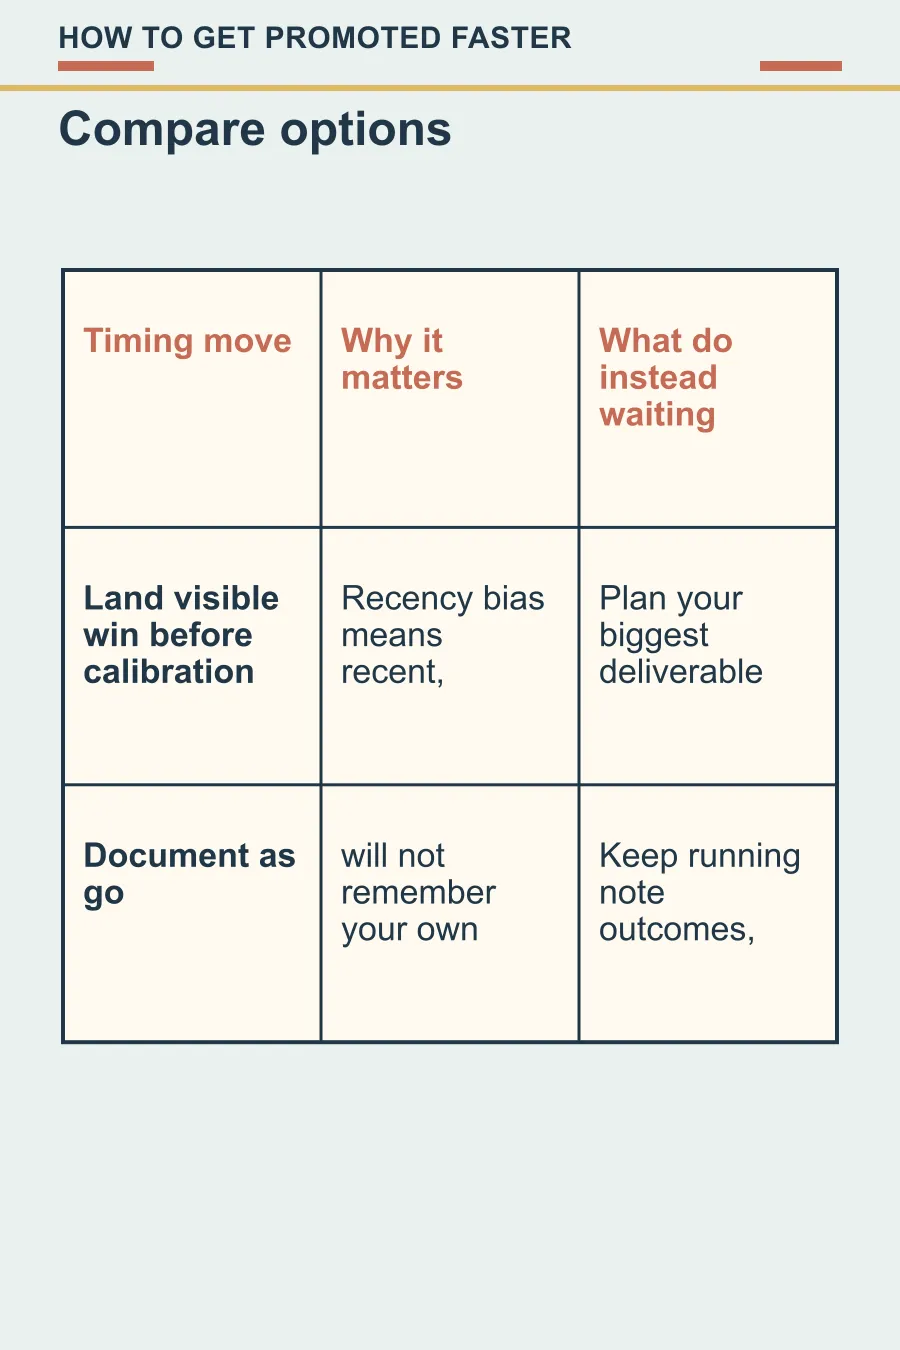 HOW TO GET PROMOTED FASTER
Compare options
Timing move
Why it
matters
What do
instead
waiting
Land visible
win before
calibration
Recency bias
means
recent,
Plan your
biggest
deliverable
Document as
go
will not
remember
your own
Keep running
note
outcomes,